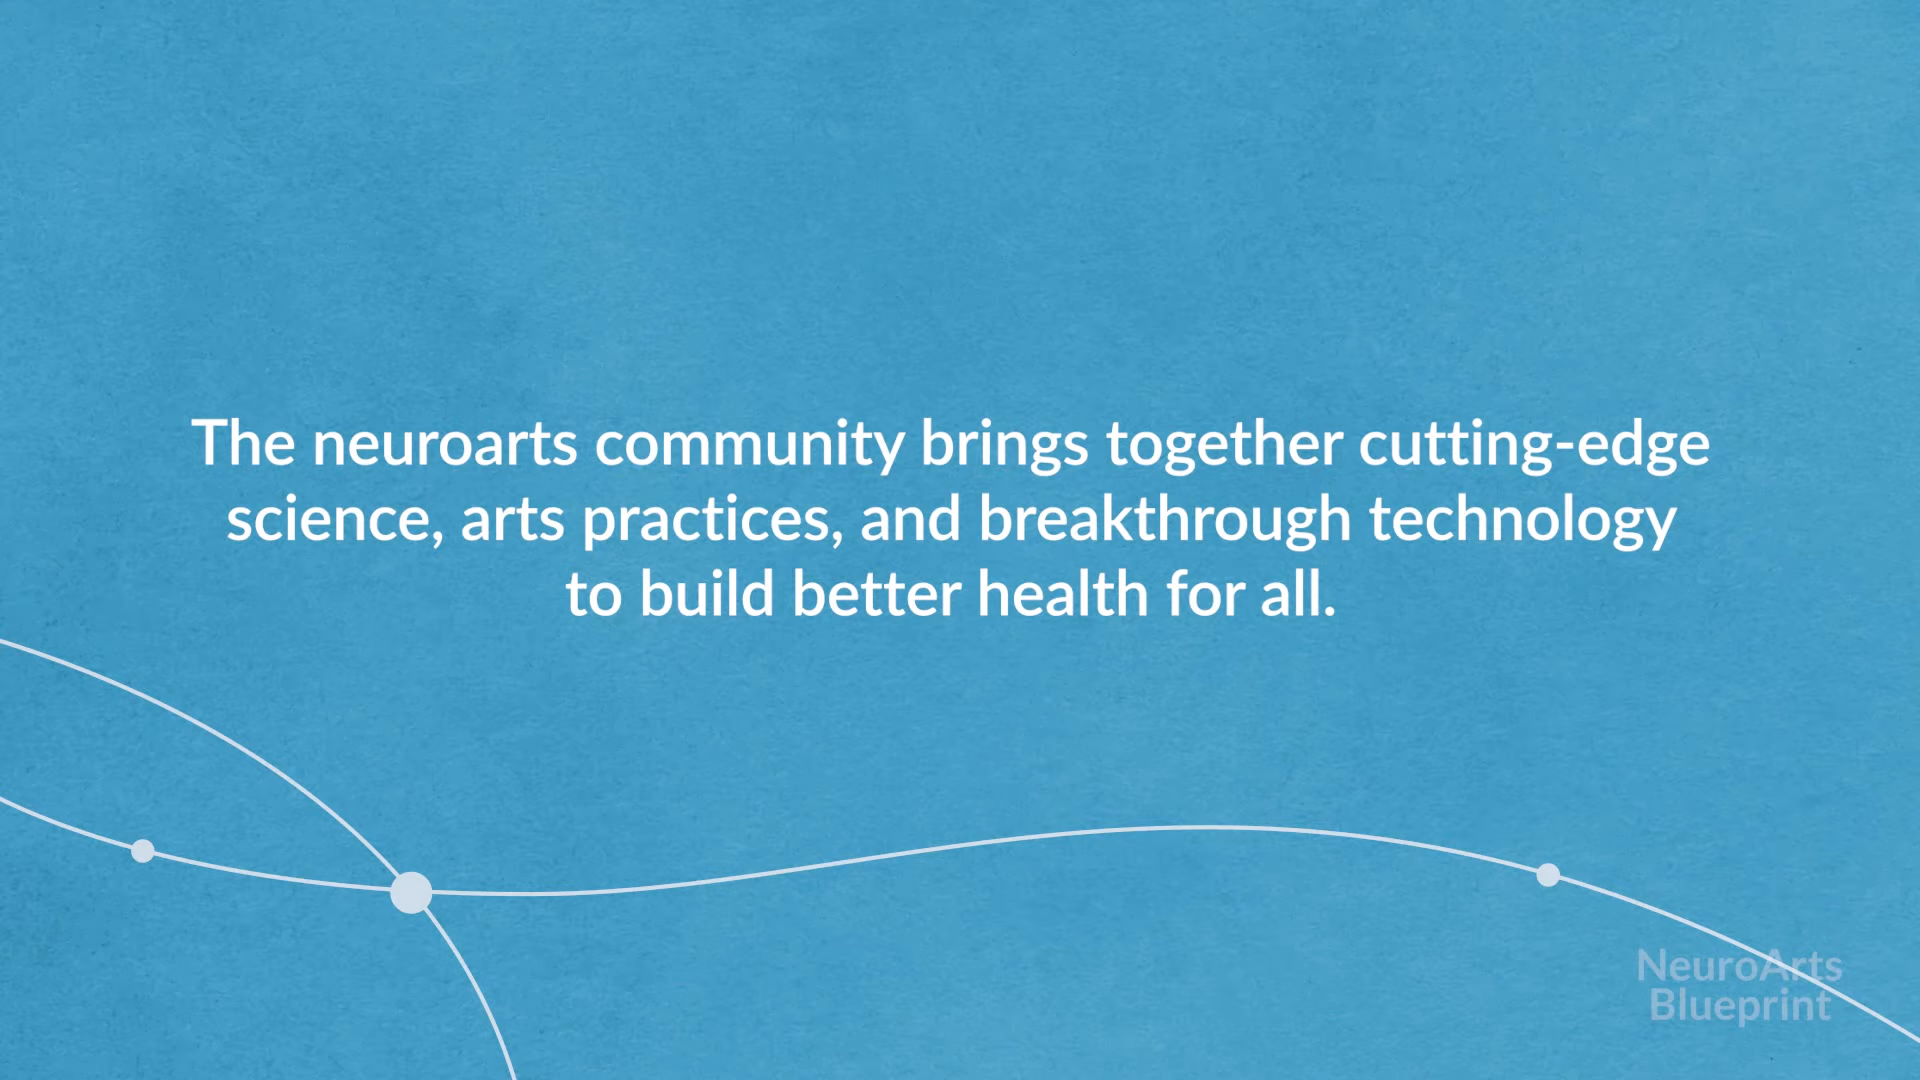 The neuroarts community brings together cutting-edge
science, arts practices, and breakthrough technology
to build better health for all.
NeuroArts
Blueprint